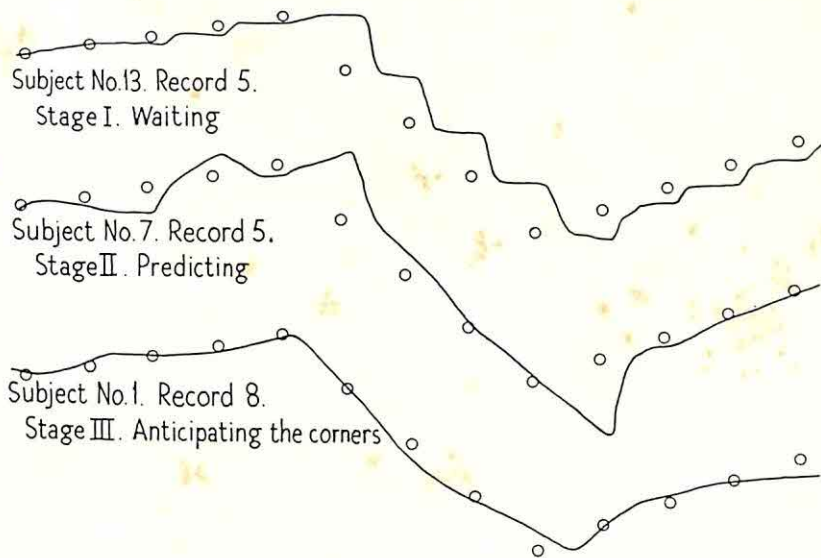 Subject No.13. Record 5.
Stage I. Waiting
Subject No.7. Record 5.
Stage II. Predicting
Subject No.1. Record 8.
Stage III. Anticipating the corners